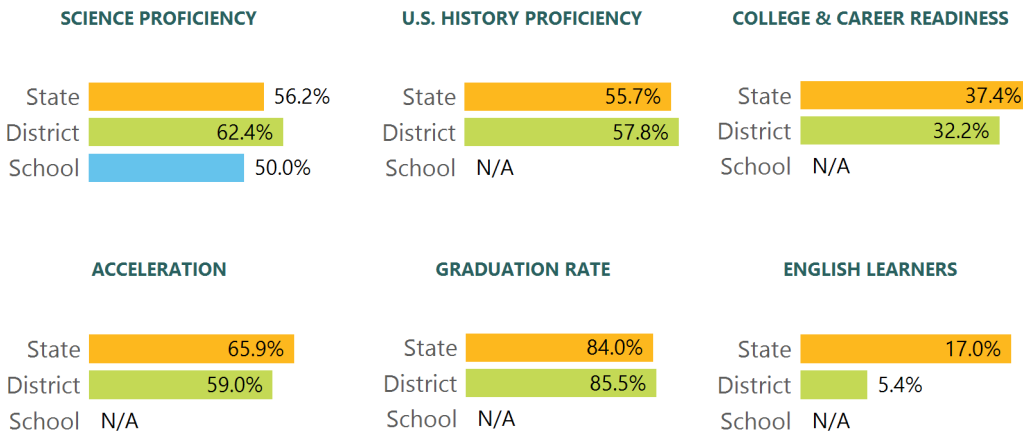 SCIENCE PROFICIENCY
State 56.2%
District 62.4%
School 50.0%
U.S. HISTORY PROFICIENCY
State 55.7%
District 57.8%
School N/A
COLLEGE & CAREER READINESS
State 37.4%
District 32.2%
School N/A
ACCELERATION
State 65.9%
District 59.0%
School N/A
GRADUATION RATE
State 84.0%
District 85.5%
School N/A
ENGLISH LEARNERS
State 17.0%
District 5.4%
School N/A